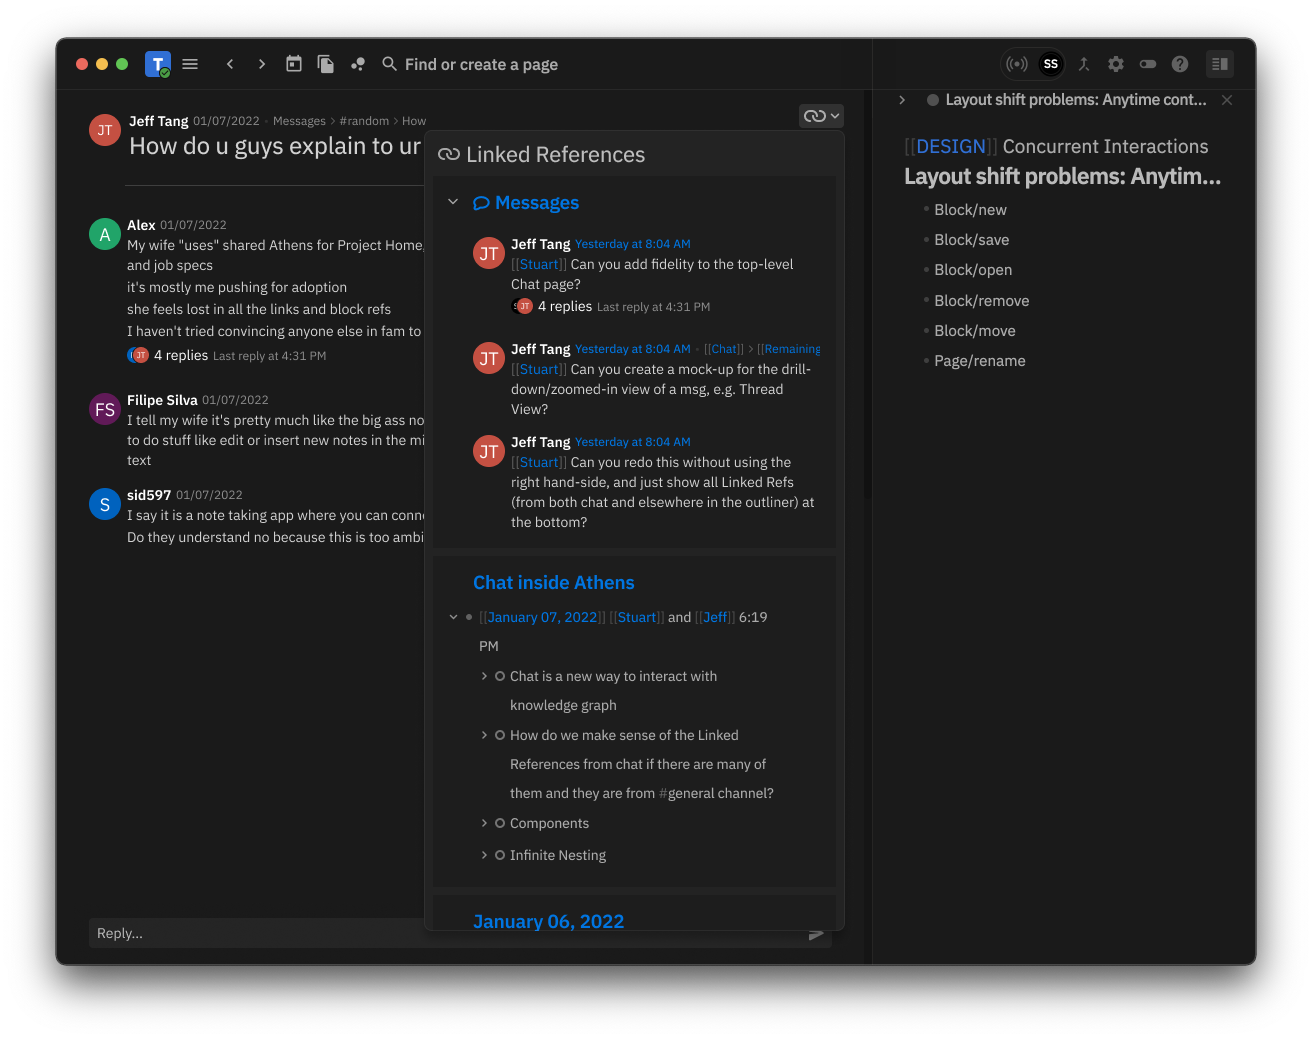 T
Find or create a page
SS
JT
Jeff Tang 01/07/2022 · Messages > #random > How
How do u guys explain to ur
A
Alex 01/07/2022
My wife "uses" shared Athens for Project Home,
and job specs
it's mostly me pushing for adoption
she feels lost in all the links and block refs
I haven't tried convincing anyone else in fam to
JT
4 replies Last reply at 4:31 PM
FS
Filipe Silva 01/07/2022
I tell my wife it's pretty much like the big ass no
to do stuff like edit or insert new notes in the mi
text
S
sid597 01/07/2022
I say it is a note taking app where you can conne
Do they understand no because this is too ambi
Reply...
Linked References
Messages
JT
Jeff Tang Yesterday at 8:04 AM
[[Stuart]] Can you add fidelity to the top-level
Chat page?
S JT
4 replies Last reply at 4:31 PM
JT
Jeff Tang Yesterday at 8:04 AM · [[Chat]] > [[Remaining
[[Stuart]] Can you create a mock-up for the drill-
down/zoomed-in view of a msg, e.g. Thread
View?
JT
Jeff Tang Yesterday at 8:04 AM
[[Stuart]] Can you redo this without using the
right hand-side, and just show all Linked Refs
(from both chat and elsewhere in the outliner) at
the bottom?
Chat inside Athens
[[January 07, 2022]] [[Stuart]] and [[Jeff]] 6:19
PM
Chat is a new way to interact with
knowledge graph
How do we make sense of the Linked
References from chat if there are many of
them and they are from #general channel?
Components
Infinite Nesting
January 06, 2022
Layout shift problems: Anytime cont...
[[DESIGN]] Concurrent Interactions
Layout shift problems: Anytim...
Block/new
Block/save
Block/open
Block/remove
Block/move
Page/rename